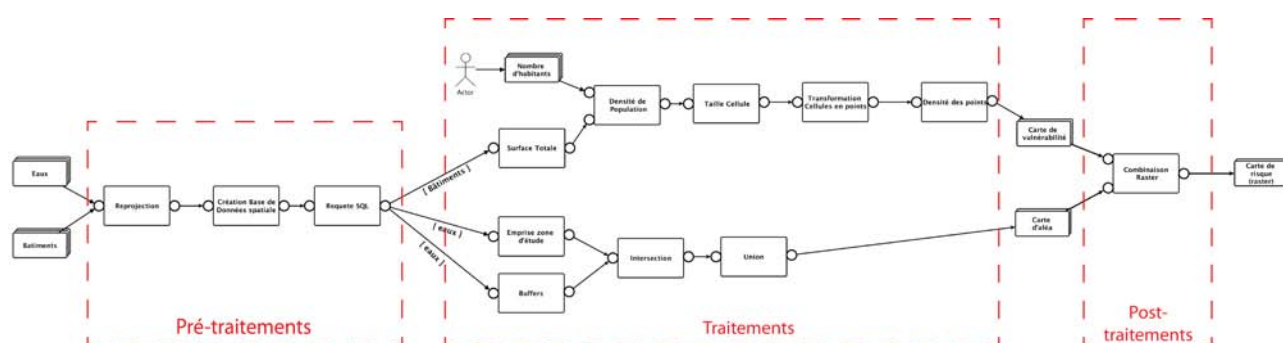 Eaux
Batiments
Reprojection
Création Base de
Données spatiale
Requete SQL
Pré-traitements
[ Bâtiments ]
[ eaux ]
[ eaux ]
Actor
Nombre
d'habitants
Surface Totale
Densité de
Population
Taille Cellule
Transformation
Cellules en points
Densité des points
Emprise zone
d'étude
Buffers
Intersection
Union
Traitements
Carte de
vulnérabilité
Carte
d'aléa
Combinaison
Raster
Post-
traitements
Carte de
risque
(raster)